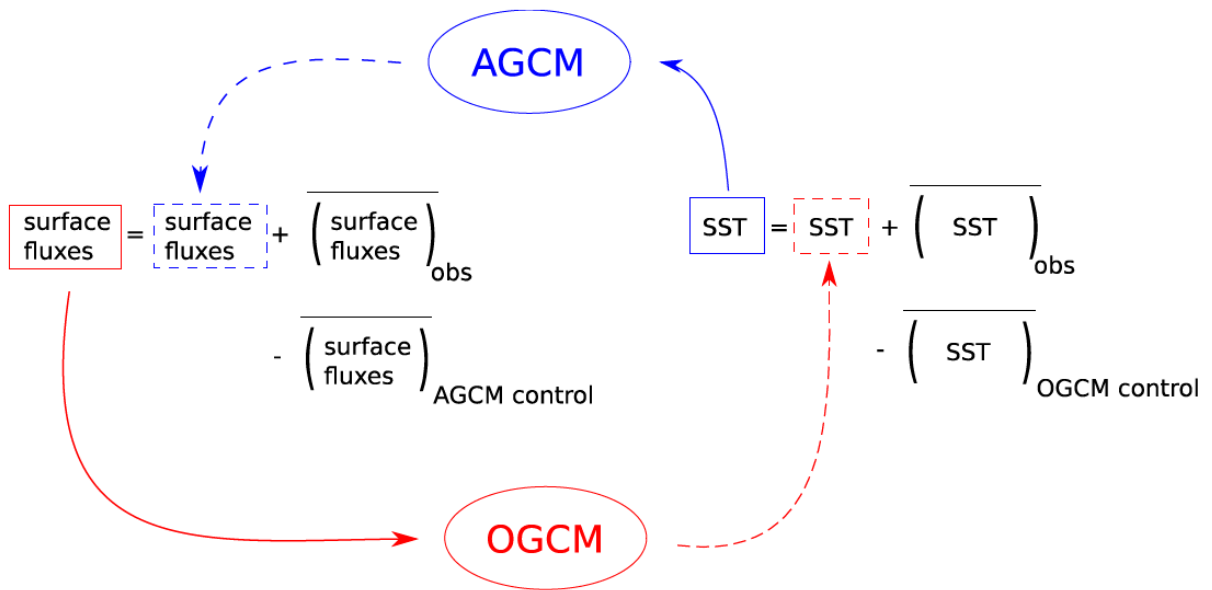 AGCM
surface fluxes = surface fluxes + ( surface fluxes ) obs
- ( surface fluxes ) AGCM control
SST = SST + ( SST ) obs
- ( SST ) OGCM control
OGCM